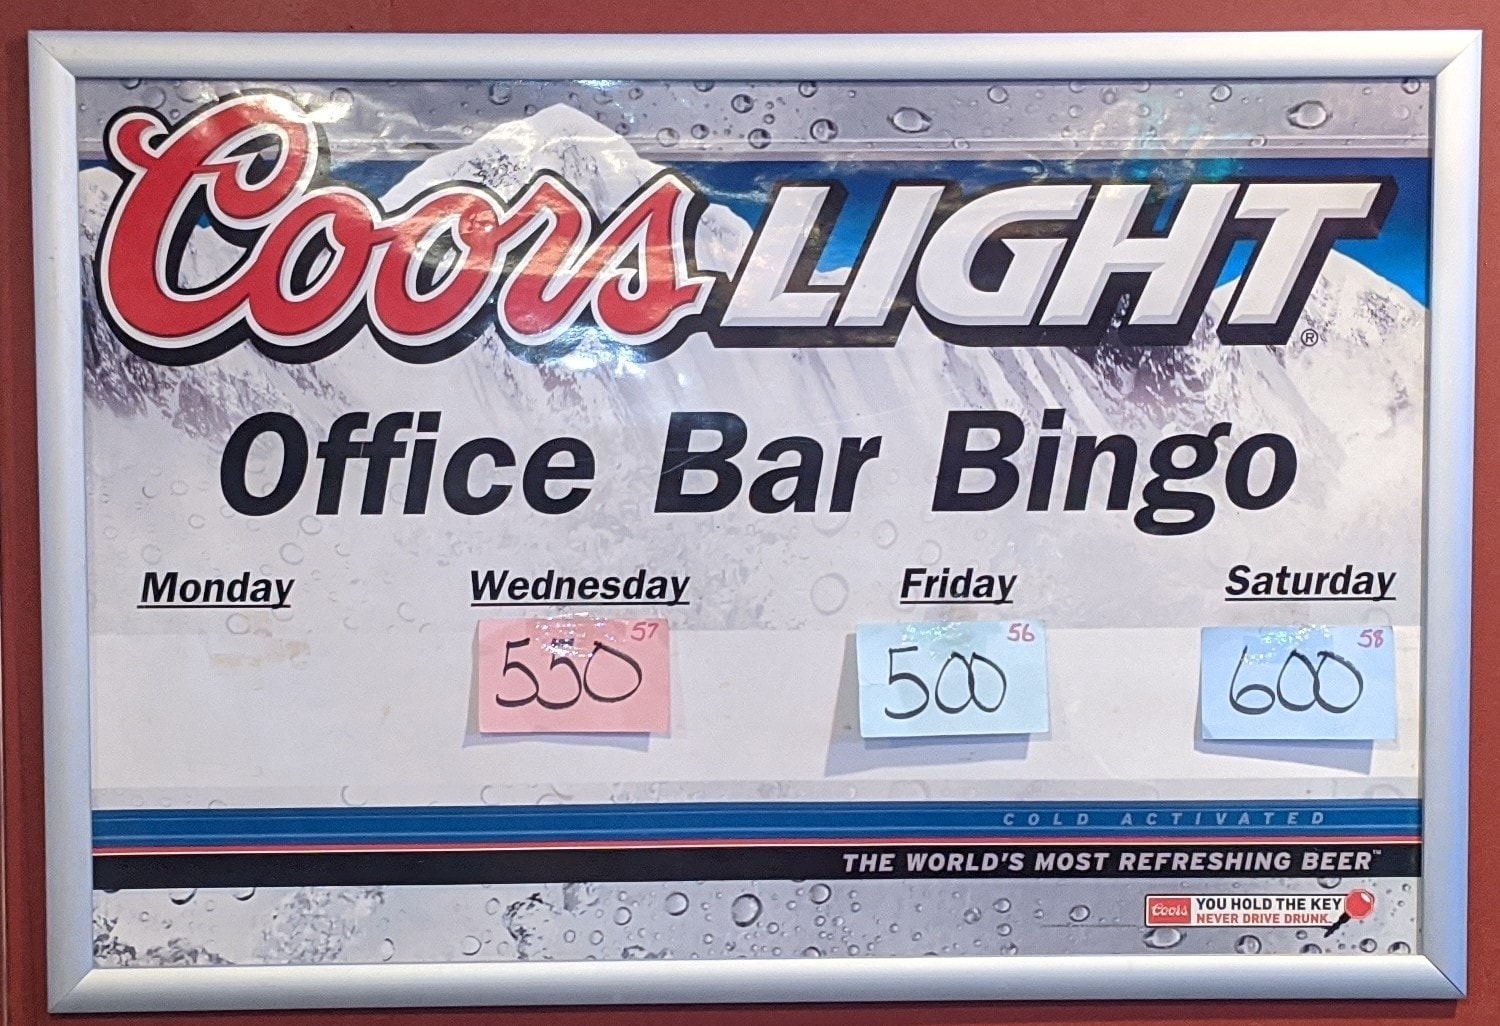 Coors LIGHT®
Office Bar Bingo
Monday Wednesday Friday Saturday
57 56 58
550 500 600
COLD ACTIVATED
THE WORLD'S MOST REFRESHING BEER™
Coors YOU HOLD THE KEY
NEVER DRIVE DRUNK.